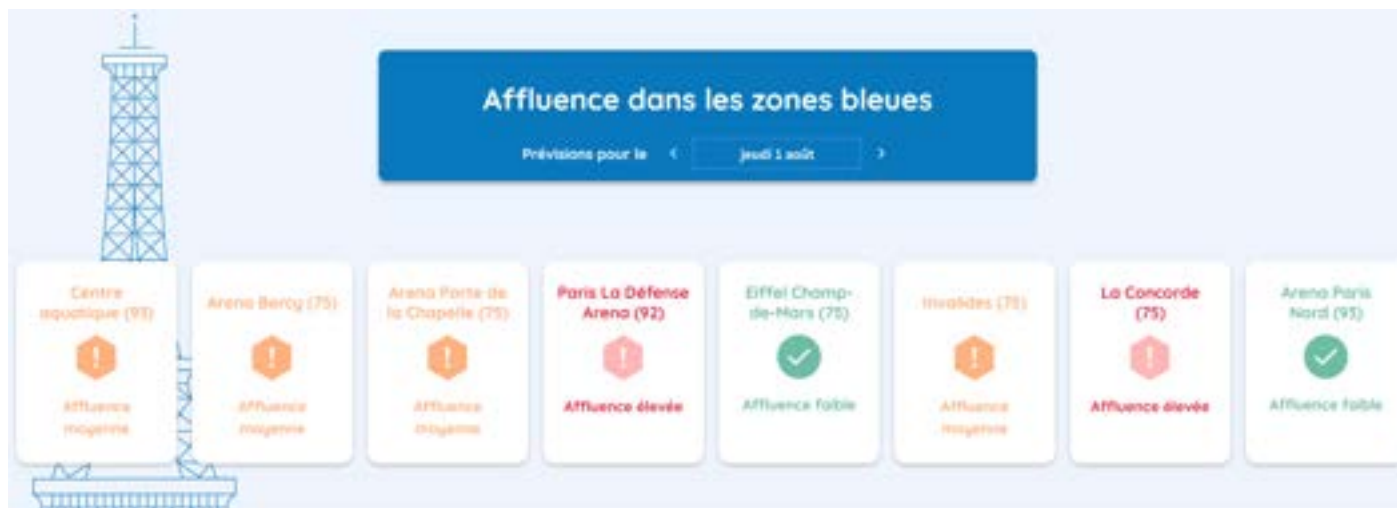 Affluence dans les zones bleues
Prévisions pour le
jeudi 1 août
Centre
aquatique (93)
Affluence
moyenne
Arena Bercy (75)
Affluence
moyenne
Arena Porte de
la Chapelle (75)
Affluence
moyenne
Paris La Défense
Arena (92)
Affluence élevée
Eiffel Champ-
de-Mars (75)
Affluence faible
Invalides (75)
Affluence
moyenne
La Concorde
(75)
Affluence élevée
Arena Paris
Nord (93)
Affluence faible